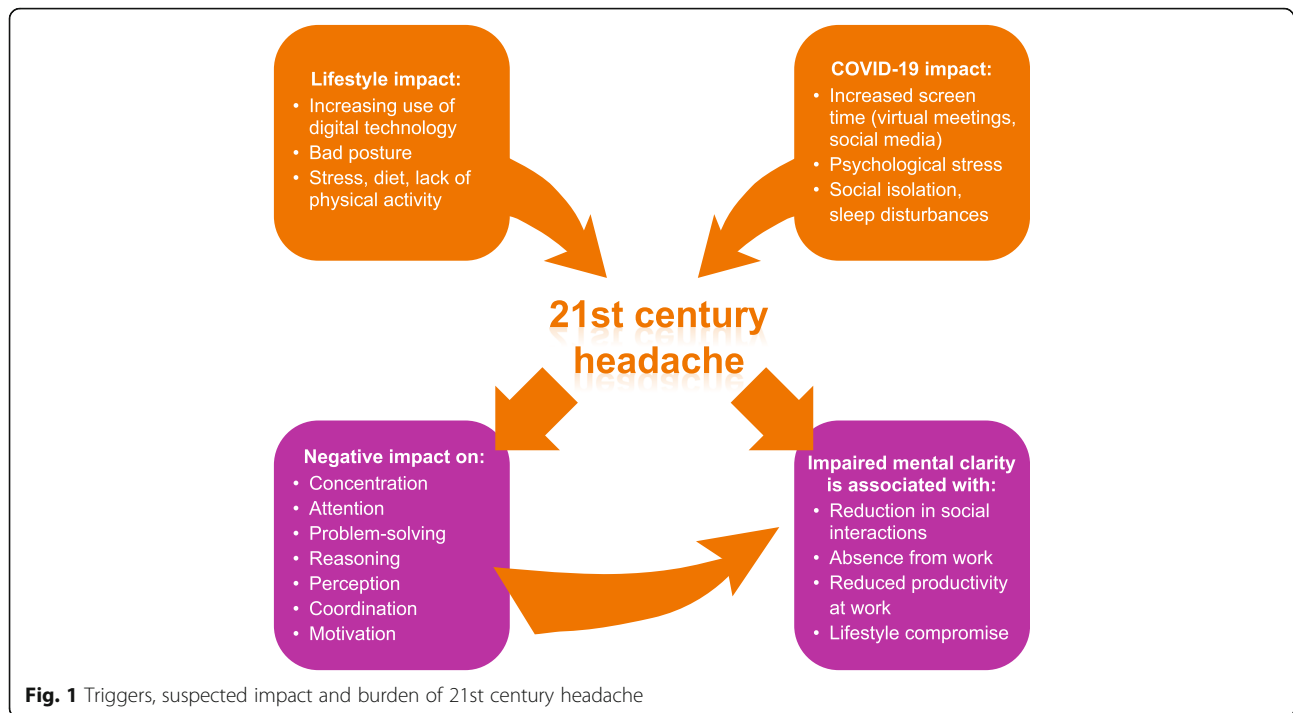 Lifestyle impact:
• Increasing use of
digital technology
• Bad posture
• Stress, diet, lack of
physical activity
COVID-19 impact:
• Increased screen
time (virtual meetings,
social media)
• Psychological stress
• Social isolation,
sleep disturbances
21st century
headache
Negative impact on:
• Concentration
• Attention
• Problem-solving
• Reasoning
• Perception
• Coordination
• Motivation
Impaired mental clarity
is associated with:
• Reduction in social
interactions
• Absence from work
• Reduced productivity
at work
• Lifestyle compromise
Fig. 1 Triggers, suspected impact and burden of 21st century headache